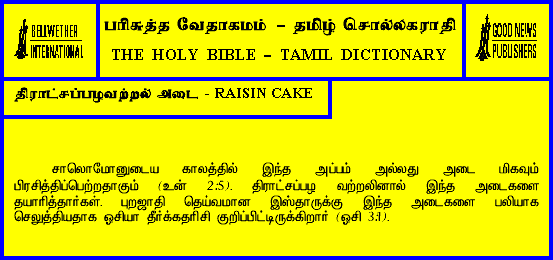 BELLWETHER
INTERNATIONAL
பரிசுத்த வேதாகமம் – தமிழ் சொல்லகராதி
THE HOLY BIBLE – TAMIL DICTIONARY
GOOD NEWS
PUBLISHERS
திராட்சப்பழவற்றல் அடை - RAISIN CAKE
சாலொமோனுடைய காலத்தில் இந்த அப்பம் அல்லது அடை மிகவும்
பிரசித்திப்பெற்றதாகும் (உன் 2:5). திராட்சப்பழ வற்றலினால் இந்த அடைகளை
தயாரித்தார்கள். புறஜாதி தெய்வமான இஸ்தாருக்கு இந்த அடைகளை பலியாக
செலுத்தியதாக ஓசியா தீர்க்கதரிசி குறிப்பிட்டிருக்கிறார் (ஓசி 3:1).